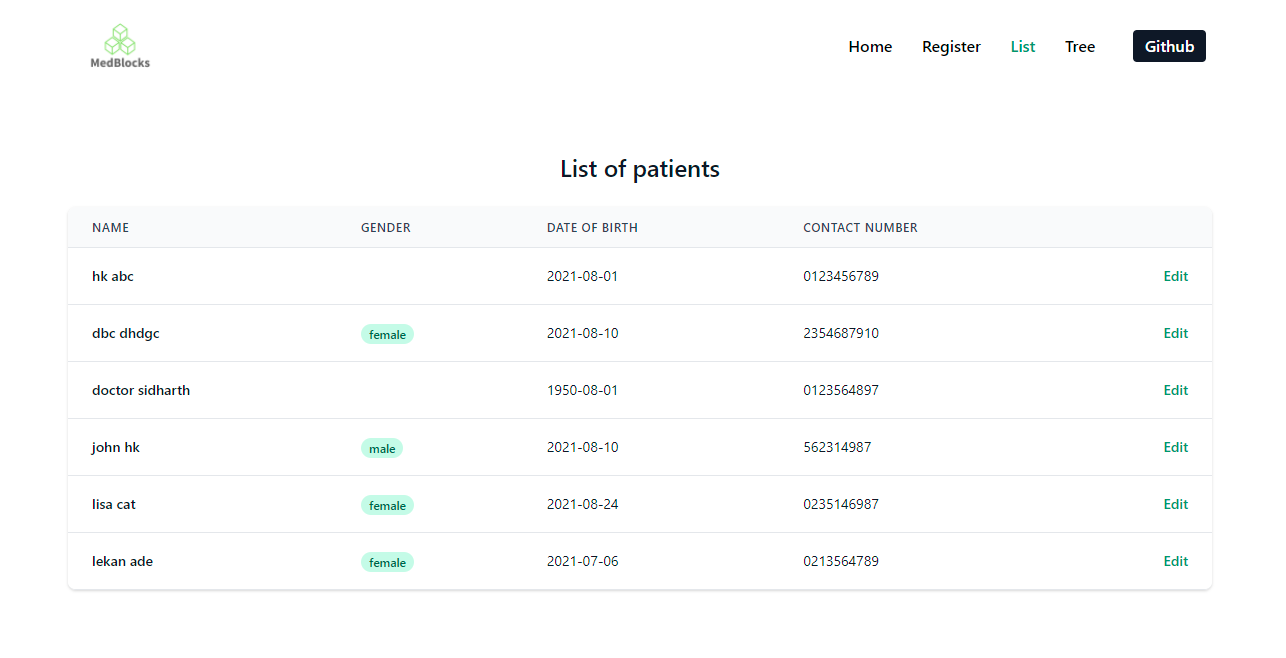 MedBlocks
Home Register List Tree Github
List of patients
NAME GENDER DATE OF BIRTH CONTACT NUMBER
hk abc 2021-08-01 0123456789 Edit
dbc dhdgc female 2021-08-10 2354687910 Edit
doctor sidharth 1950-08-01 0123564897 Edit
john hk male 2021-08-10 562314987 Edit
lisa cat female 2021-08-24 0235146987 Edit
lekan ade female 2021-07-06 0213564789 Edit